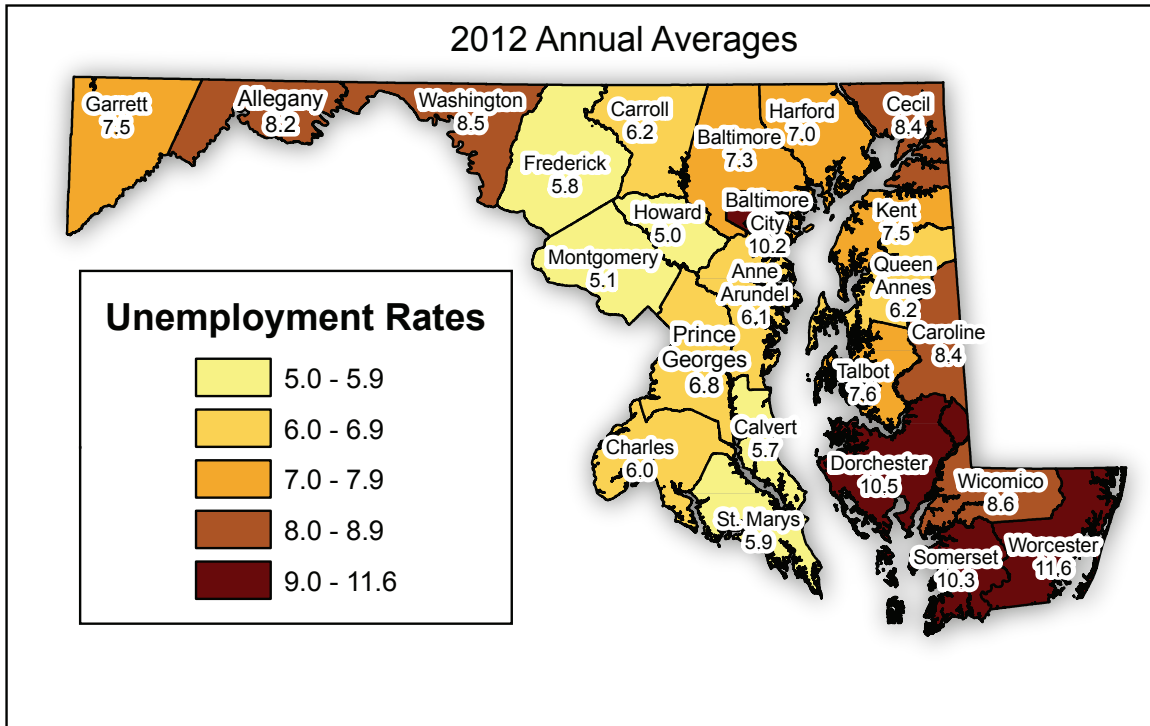 2012 Annual Averages
Garrett
7.5
Allegany
8.2
Washington
8.5
Frederick
5.8
Carroll
6.2
Baltimore
7.3
Harford
7.0
Cecil
8.4
Howard
5.0
Baltimore
City
10.2
Kent
7.5
Montgomery
5.1
Anne
Arundel
6.1
Queen
Annes
6.2
Caroline
8.4
Prince
Georges
6.8
Talbot
7.6
Calvert
5.7
Charles
6.0
St. Marys
5.9
Dorchester
10.5
Wicomico
8.6
Somerset
10.3
Worcester
11.6
Unemployment Rates
5.0 - 5.9
6.0 - 6.9
7.0 - 7.9
8.0 - 8.9
9.0 - 11.6